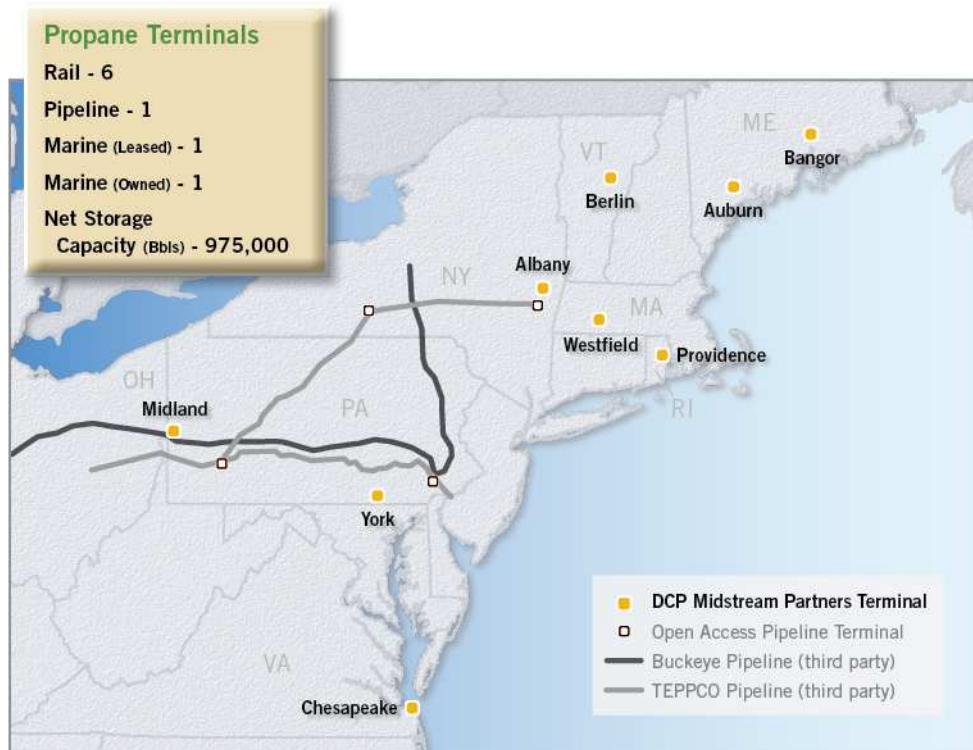 Propane Terminals
Rail - 6
Pipeline - 1
Marine (Leased) - 1
Marine (Owned) - 1
Net Storage
Capacity (Bbls) - 975,000
ME
Bangor
VT
Berlin
Auburn
Albany
NY
MA
Westfield
Providence
OH
Midland
PA
RI
York
VA
Chesapeake
DCP Midstream Partners Terminal
Open Access Pipeline Terminal
Buckeye Pipeline (third party)
TEPPCO Pipeline (third party)